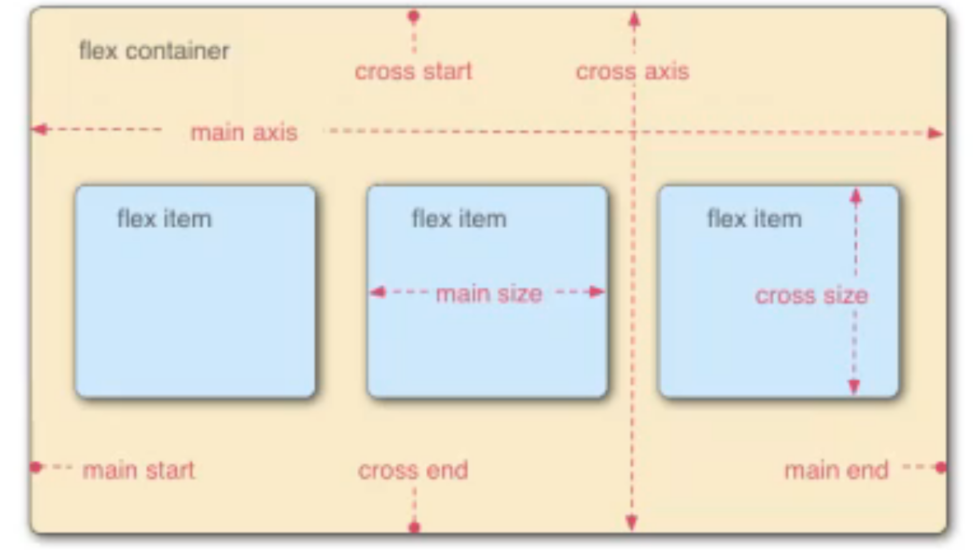 flex container
cross start
cross axis
main axis
flex item
flex item
flex item
main size
cross size
main start
cross end
main end